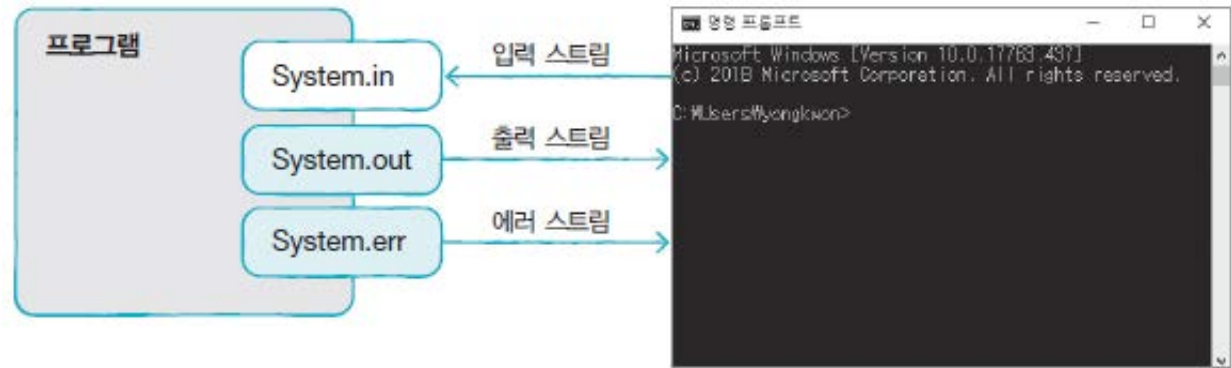 프로그램
System.in
System.out
System.err
입력 스트림
출력 스트림
에러 스트림
명령 프롬프트
Microsoft Windows [Version 10.0.17763.437]
(c) 2018 Microsoft Corporation. All rights reserved.
C:₩Users₩yongkwon>